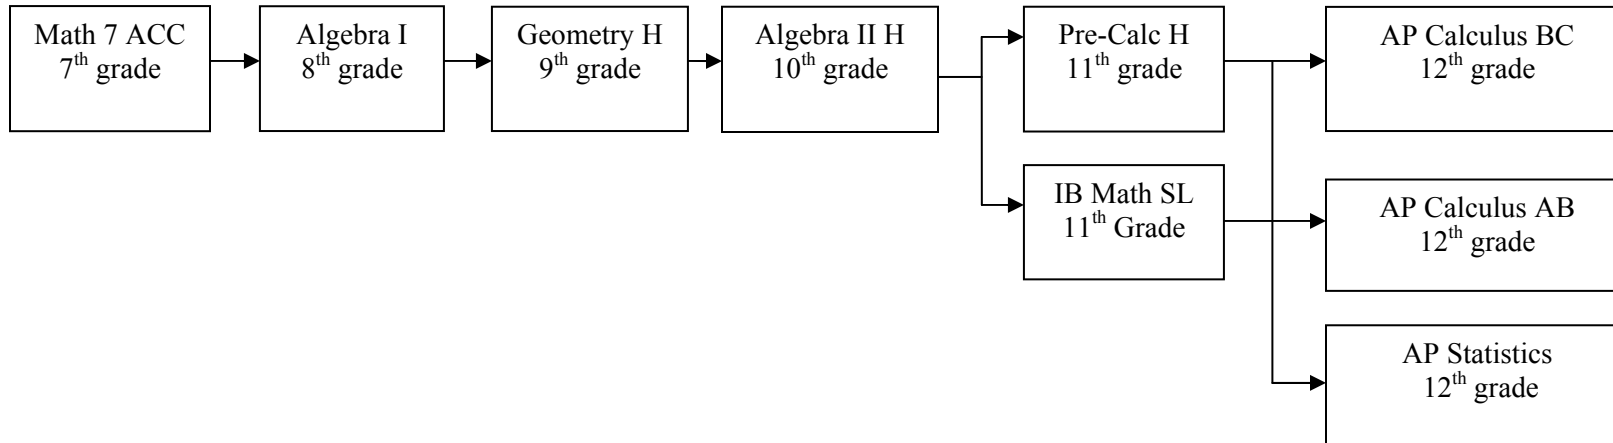 Math 7 ACC
7th grade
Algebra I
8th grade
Geometry H
9th grade
Algebra II H
10th grade
Pre-Calc H
11th grade
IB Math SL
11th Grade
AP Calculus BC
12th grade
AP Calculus AB
12th grade
AP Statistics
12th grade